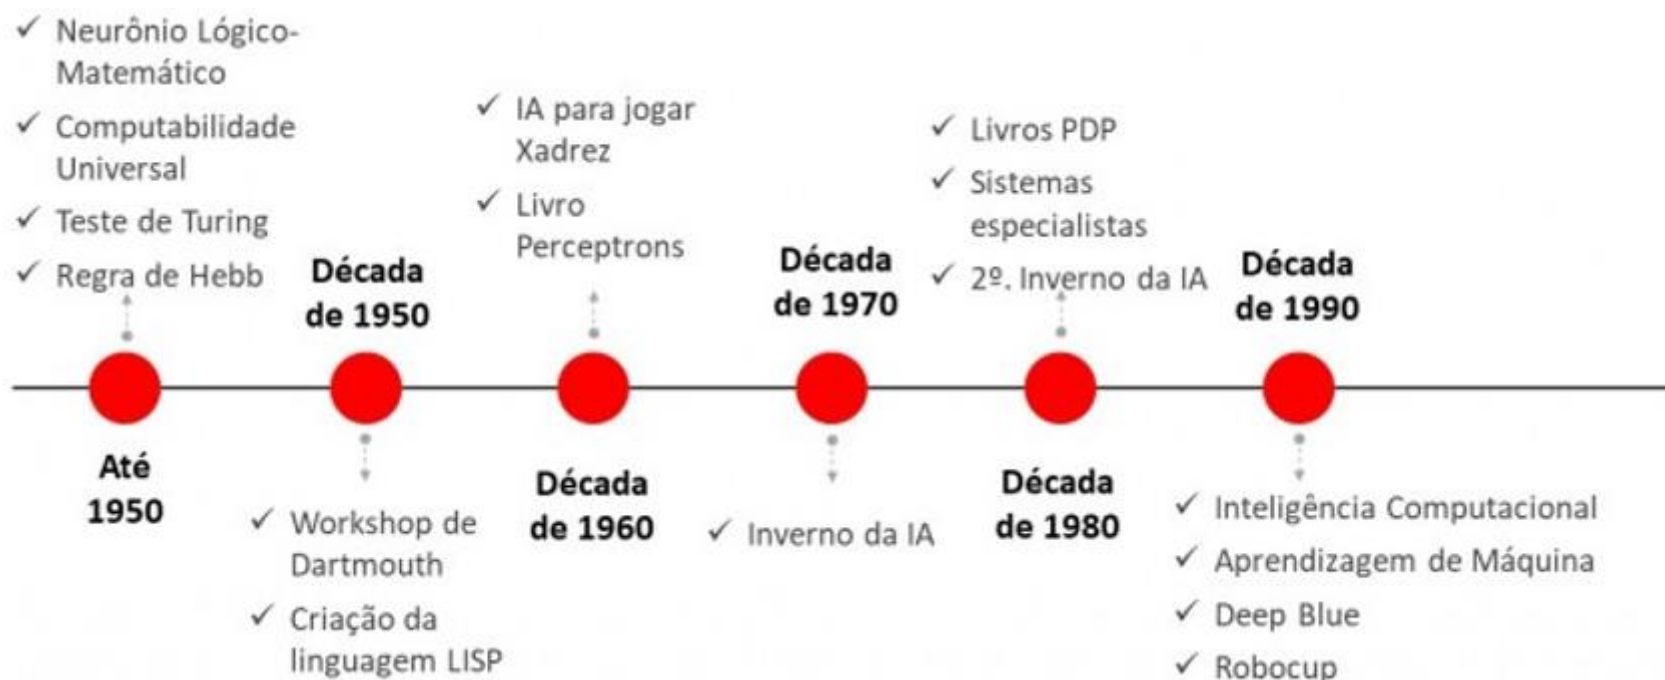 ✓ Neurônio Lógico-
Matemático
✓ Computabilidade
Universal
✓ Teste de Turing
✓ Regra de Hebb
Até
1950
Década
de 1950
✓ Workshop de
Dartmouth
✓ Criação da
linguagem LISP
✓ IA para jogar
Xadrez
✓ Livro
Perceptrons
Década
de 1960
Década
de 1970
✓ Inverno da IA
✓ Livros PDP
✓ Sistemas
especialistas
✓ 2º. Inverno da IA
Década
de 1980
Década
de 1990
✓ Inteligência Computacional
✓ Aprendizagem de Máquina
✓ Deep Blue
✓ Robocup